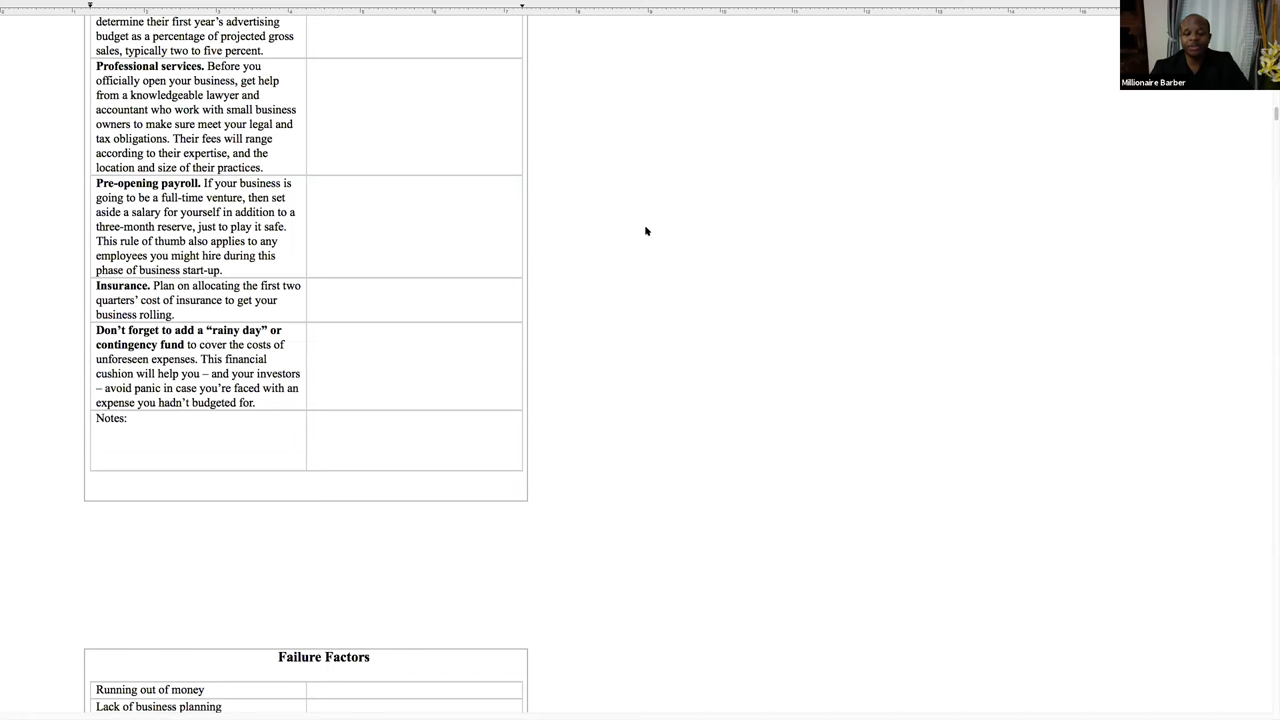 determine their first year’s advertising
budget as a percentage of projected gross
sales, typically two to five percent.
Professional services. Before you
officially open your business, get help
from a knowledgeable lawyer and
accountant who work with small business
owners to make sure meet your legal and
tax obligations. Their fees will range
according to their expertise, and the
location and size of their practices.
Pre-opening payroll. If your business is
going to be a full-time venture, then set
aside a salary for yourself in addition to a
three-month reserve, just to play it safe.
This rule of thumb also applies to any
employees you might hire during this
phase of business start-up.
Insurance. Plan on allocating the first two
quarters’ cost of insurance to get your
business rolling.
Don’t forget to add a “rainy day” or
contingency fund to cover the costs of
unforeseen expenses. This financial
cushion will help you – and your investors
– avoid panic in case you’re faced with an
expense you hadn’t budgeted for.
Notes:
Failure Factors
Running out of money
Lack of business planning
Millionaire Barber